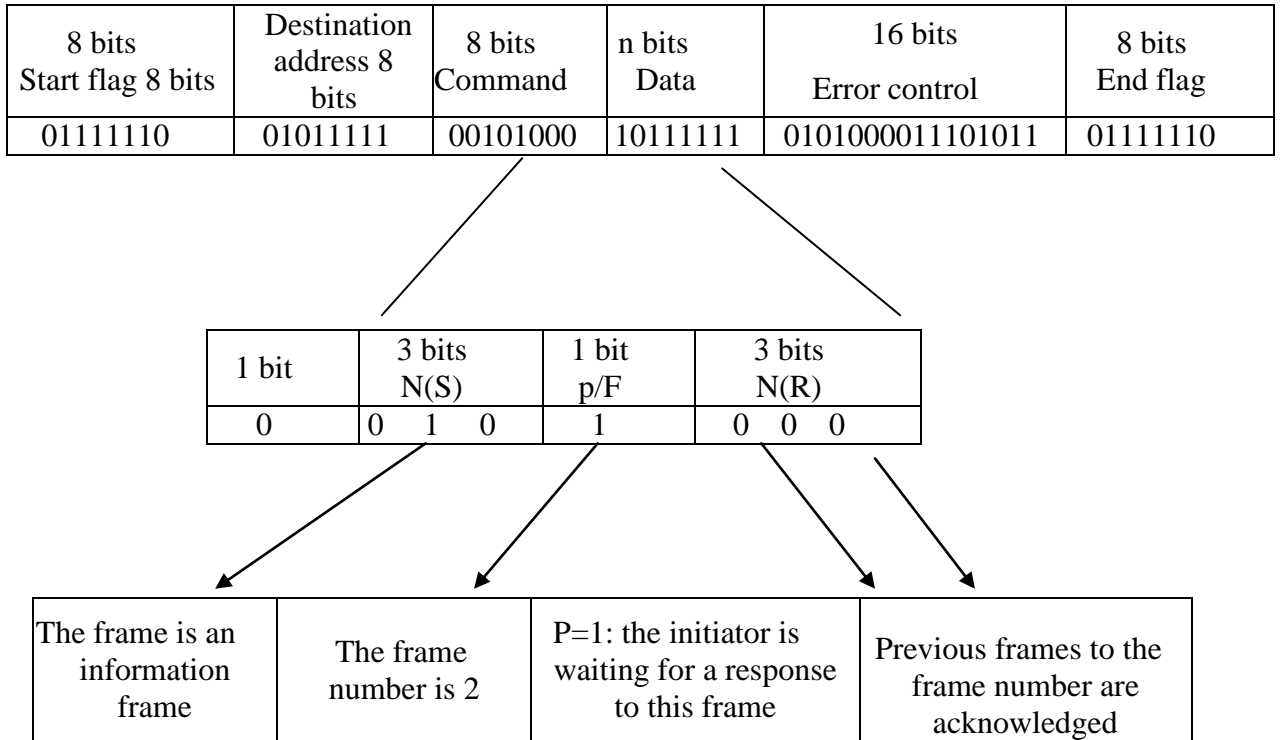 8 bits
Start flag 8 bits
Destination
address 8
bits
8 bits
Command
n bits
Data
16 bits
Error control
8 bits
End flag
01111110 01011111 00101000 10111111 0101000011101011 01111110
1 bit
3 bits
N(S)
1 bit
p/F
3 bits
N(R)
0 0 1 0 1 0 0 0
The frame is an
information
frame
The frame
number is 2
P=1: the initiator is
waiting for a response
to this frame
Previous frames to the
frame number are
acknowledged